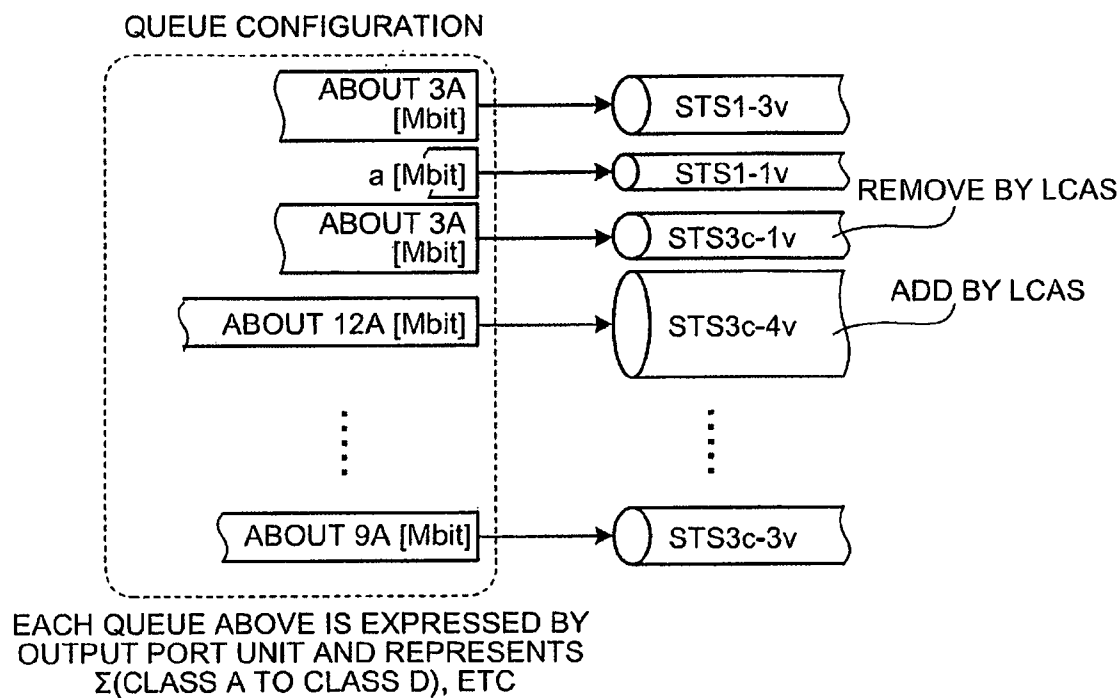 QUEUE CONFIGURATION
ABOUT 3A
[Mbit]
STS1-3v
a [Mbit]
STS1-1v
REMOVE BY LCAS
ABOUT 3A
[Mbit]
STS3c-1v
ADD BY LCAS
ABOUT 12A [Mbit]
STS3c-4v
ABOUT 9A [Mbit]
STS3c-3v
EACH QUEUE ABOVE IS EXPRESSED BY
OUTPUT PORT UNIT AND REPRESENTS
Σ(CLASS A TO CLASS D), ETC